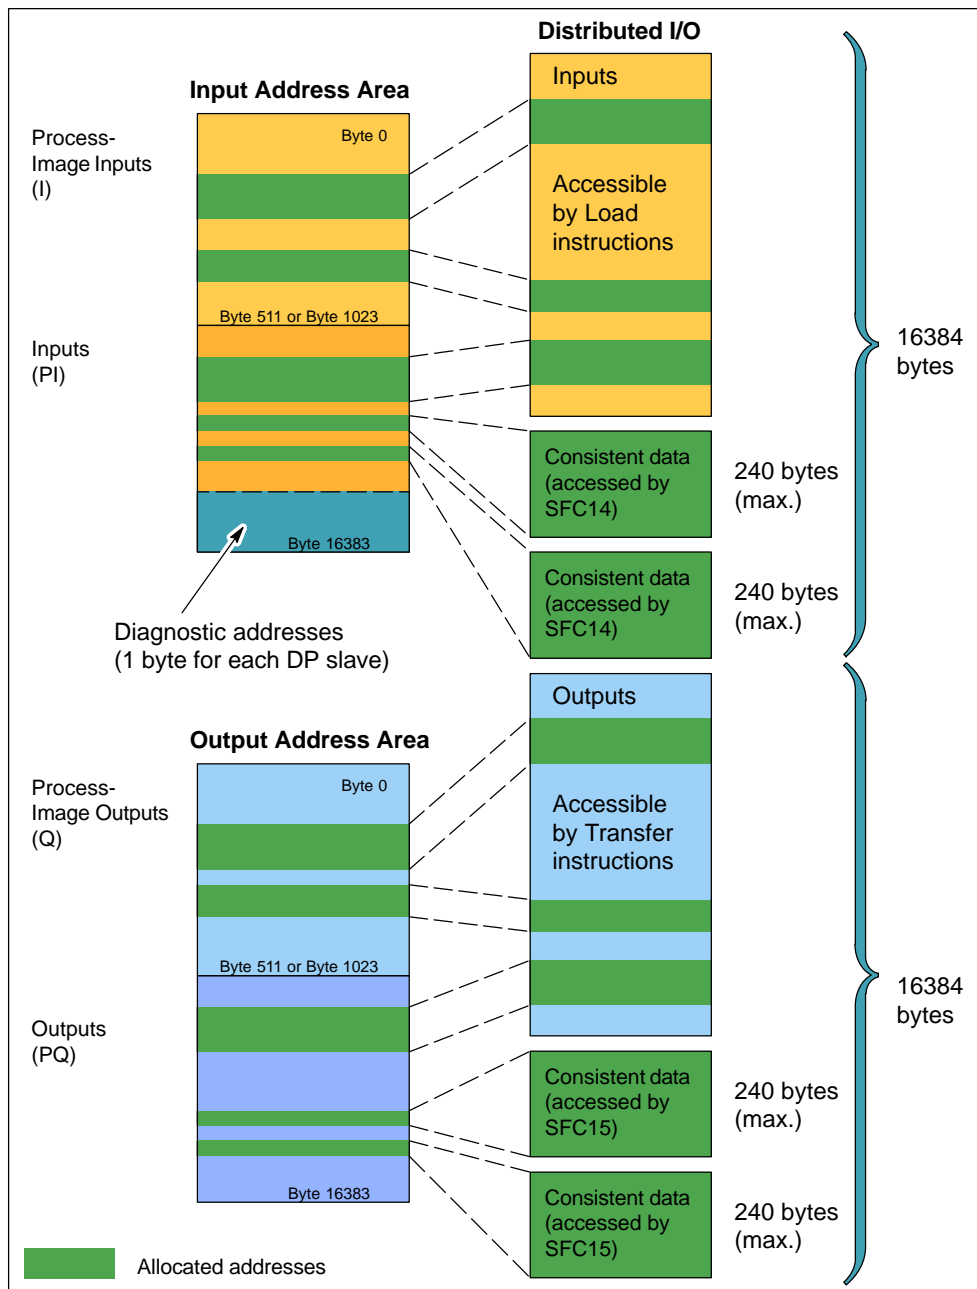 Distributed I/O
Input Address Area
Inputs
Process-
Image Inputs
(I)
Byte 0
Accessible
by Load
instructions
Byte 511 or Byte 1023
Inputs
(PI)
16384
bytes
Consistent data
(accessed by
SFC14)
240 bytes
(max.)
Byte 16383
Consistent data
(accessed by
SFC14)
240 bytes
(max.)
Diagnostic addresses
(1 byte for each DP slave)
Outputs
Output Address Area
Process-
Image Outputs
(Q)
Byte 0
Accessible
by Transfer
instructions
Byte 511 or Byte 1023
16384
bytes
Outputs
(PQ)
Consistent data
(accessed by
SFC15)
240 bytes
(max.)
Byte 16383
Consistent data
(accessed by
SFC15)
240 bytes
(max.)
Allocated addresses